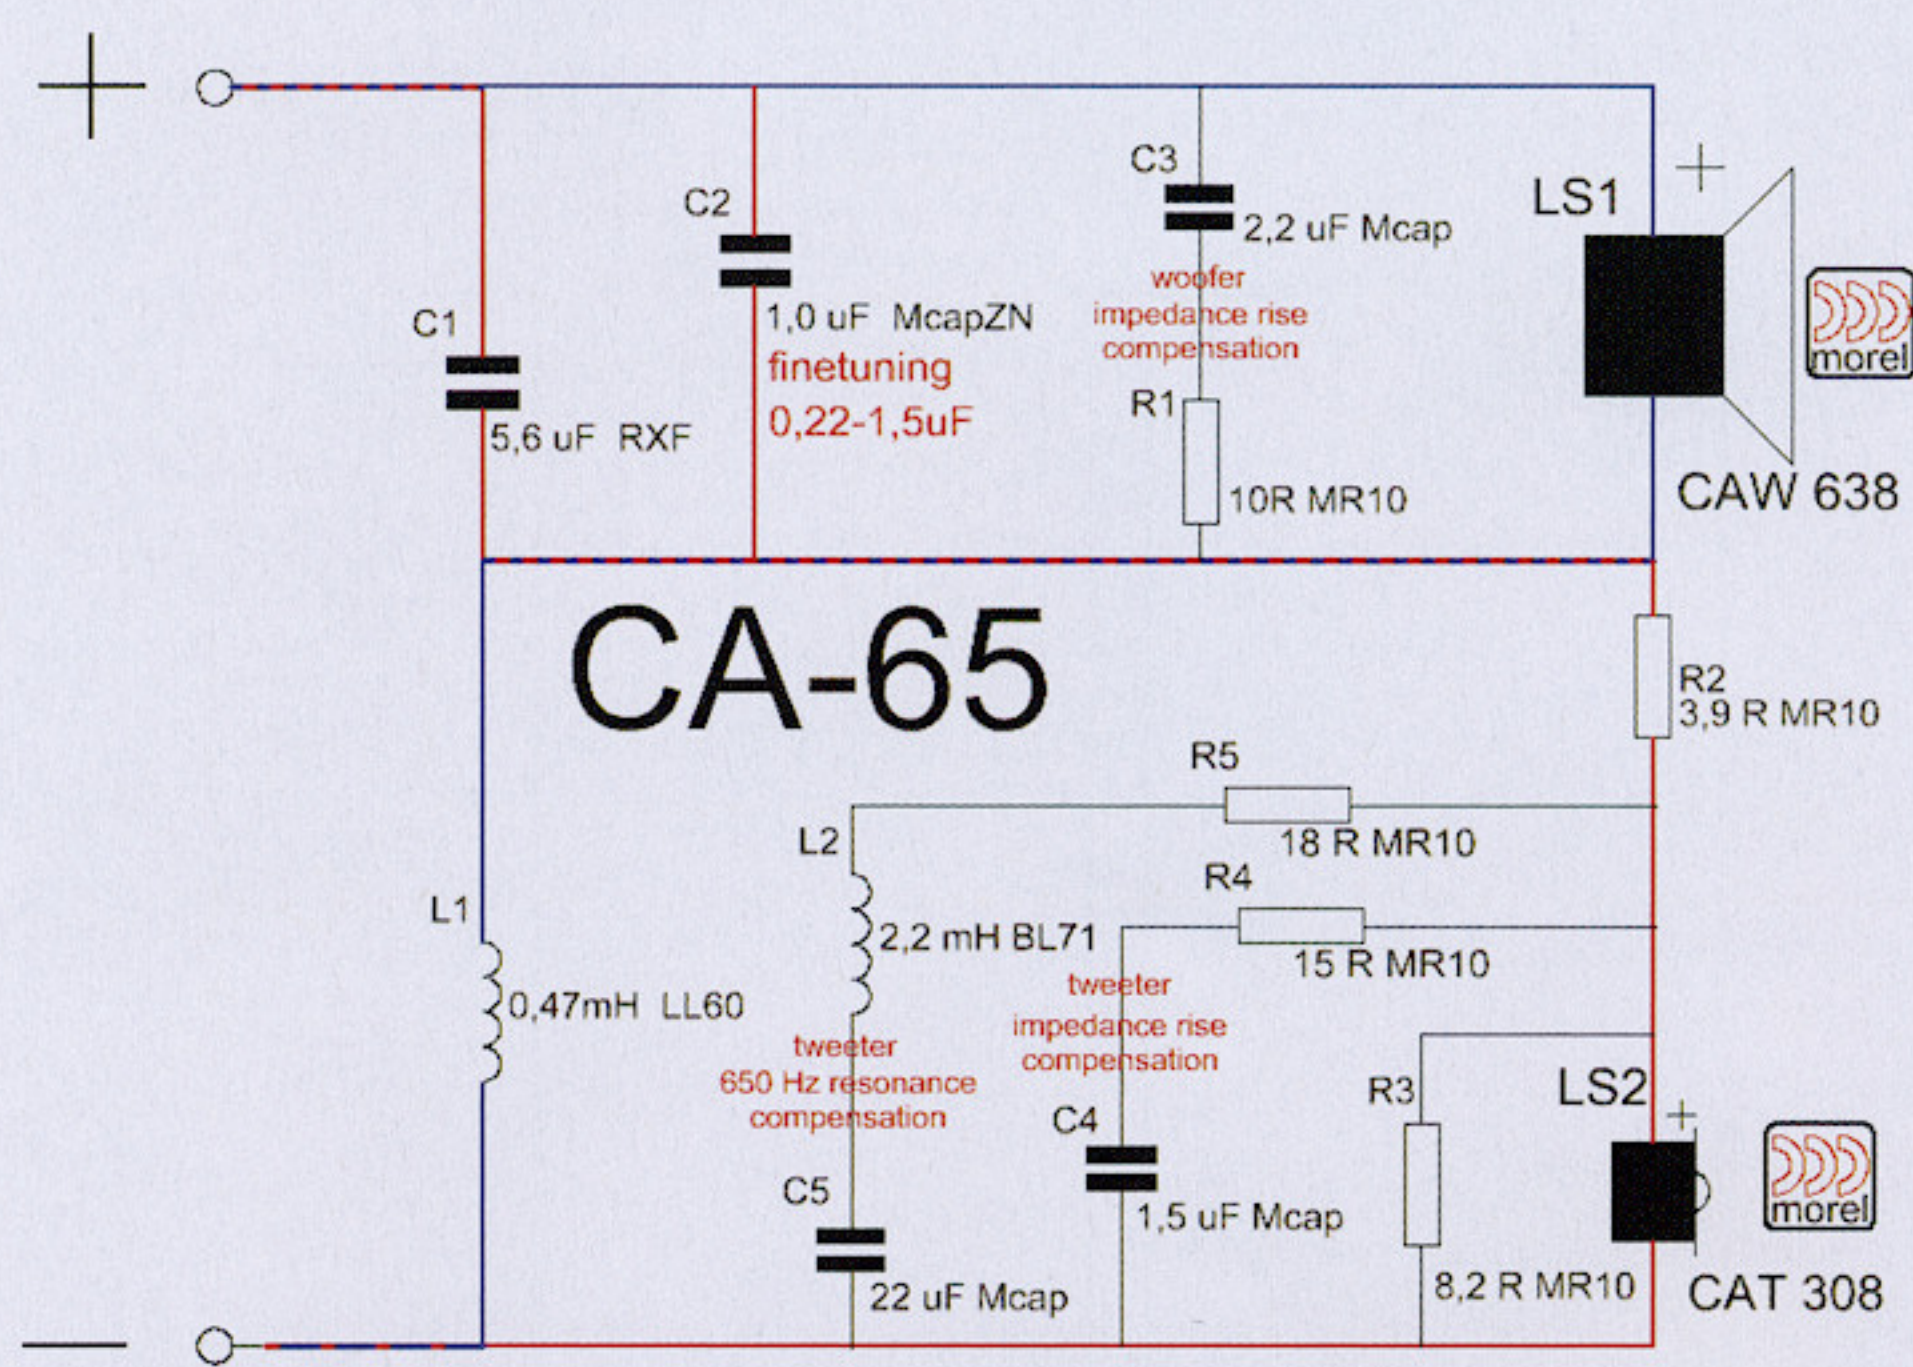 C3
C2
2,2 uF Mcap
LS1
woofer
impedance rise
compensation
morel
C1
1,0 uF McapZN
finetuning
0,22-1,5uF
R1
5,6 uF RXF
10R MR10
CAW 638
CA-65
R2
3,9 R MR10
R5
18 R MR10
L2
R4
15 R MR10
L1
2,2 mH BL71
0,47mH LL60
tweeter
impedance rise
compensation
tweeter
650 Hz resonance
compensation
R3
LS2
C4
C5
1,5 uF Mcap
morel
22 uF Mcap
8,2 R MR10
CAT 308